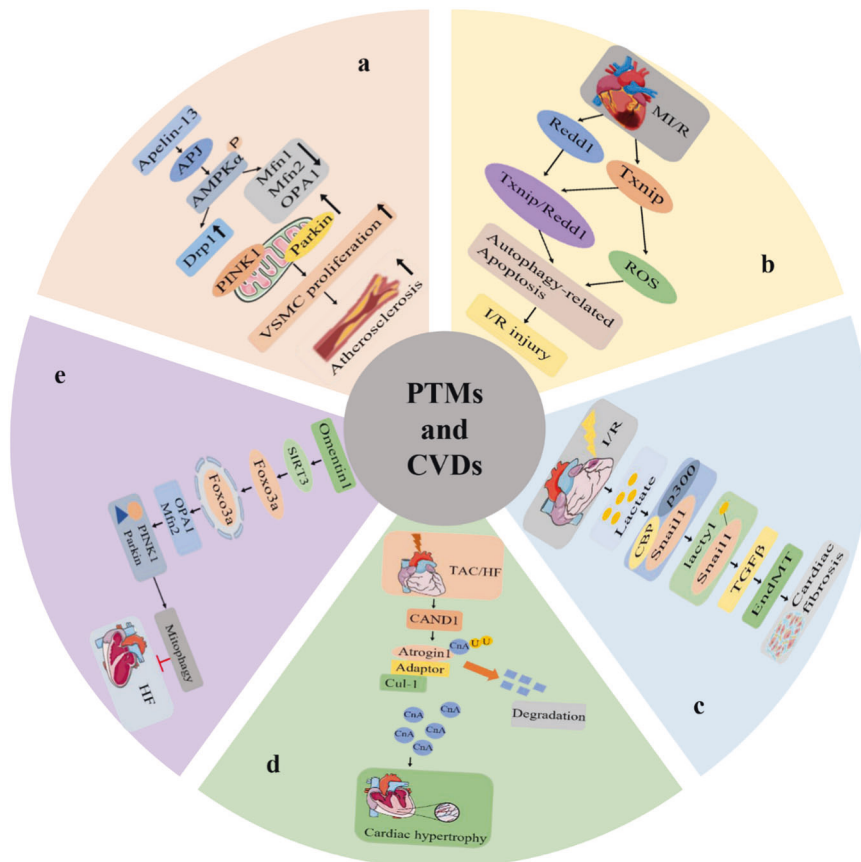 a
Apelin-13
APJ
P
AMPKα
Mfn1
Mfn2
OPA1
Drp1
PINK1
Parkin
VSMC proliferation
Atherosclerosis
b
MI/R
Redd1
Txnip
Txnip/Redd1
ROS
Autophagy-related
Apoptosis
I/R injury
PTMs
and
CVDs
c
I/R
Lactate
p300
CBP
Snail1
lactyl
Snail1
TGFβ
EndMT
Cardiac
fibrosis
d
TAC/HF
CAND1
Atrogin1
CnA
U
U
Adaptor
Cul-1
Degradation
CnA
CnA
CnA
CnA
CnA
Cardiac hypertrophy
e
Omentin1
SIRT3
Foxo3a
Foxo3a
OPA1
Mfn2
PINK1
Parkin
Mitophagy
HF